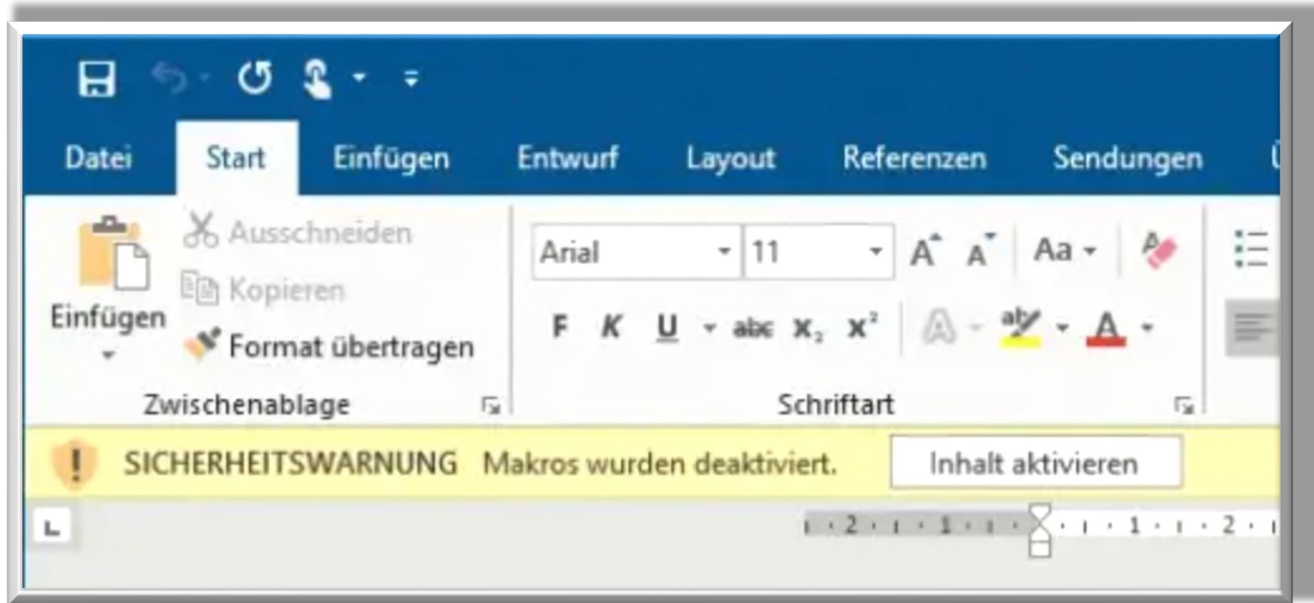 Datei Start Einfügen Entwurf Layout Referenzen Sendungen Ü
Ausschneiden
Kopieren
Einfügen
Format übertragen
Zwischenablage
Arial 11 A A Aa A
F K U abc X₂ X² A aby A
Schriftart
SICHERHEITSWARNUNG Makros wurden deaktiviert. Inhalt aktivieren
L 2 1 1 2